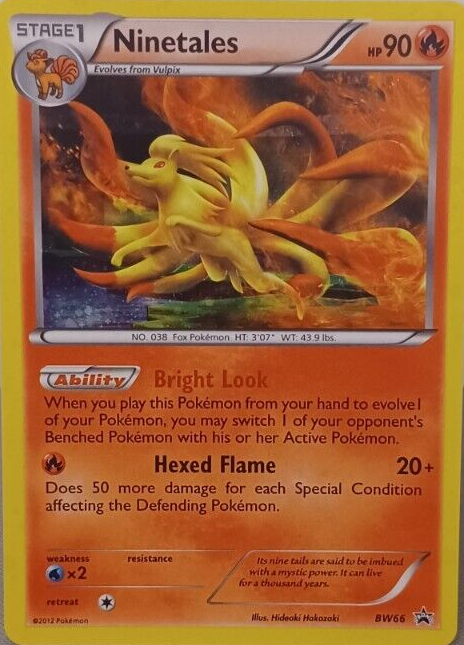 STAGE1
Ninetales
HP 90
Evolves from Vulpix
NO. 038 Fox Pokémon HT: 3'07" WT: 43.9 lbs.
Ability Bright Look
When you play this Pokémon from your hand to evolve 1
of your Pokémon, you may switch 1 of your opponent's
Benched Pokémon with his or her Active Pokémon.
Hexed Flame 20+
Does 50 more damage for each Special Condition
affecting the Defending Pokémon.
weakness resistance
×2
retreat
Its nine tails are said to be imbued
with a mystic power. It can live
for a thousand years.
©2012 Pokémon Illus. Hideaki Hakozaki BW66